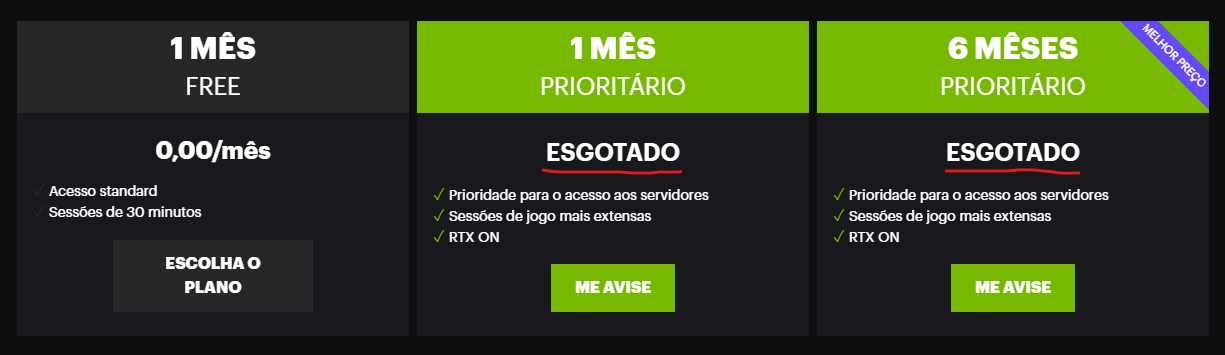 1 MÊS
FREE
0,00/mês
Acesso standard
Sessões de 30 minutos
ESCOLHA O
PLANO
1 MÊS
PRIORITÁRIO
ESGOTADO
Prioridade para o acesso aos servidores
Sessões de jogo mais extensas
RTX ON
ME AVISE
6 MÊSES
PRIORITÁRIO
MELHOR PREÇO
ESGOTADO
Prioridade para o acesso aos servidores
Sessões de jogo mais extensas
RTX ON
ME AVISE